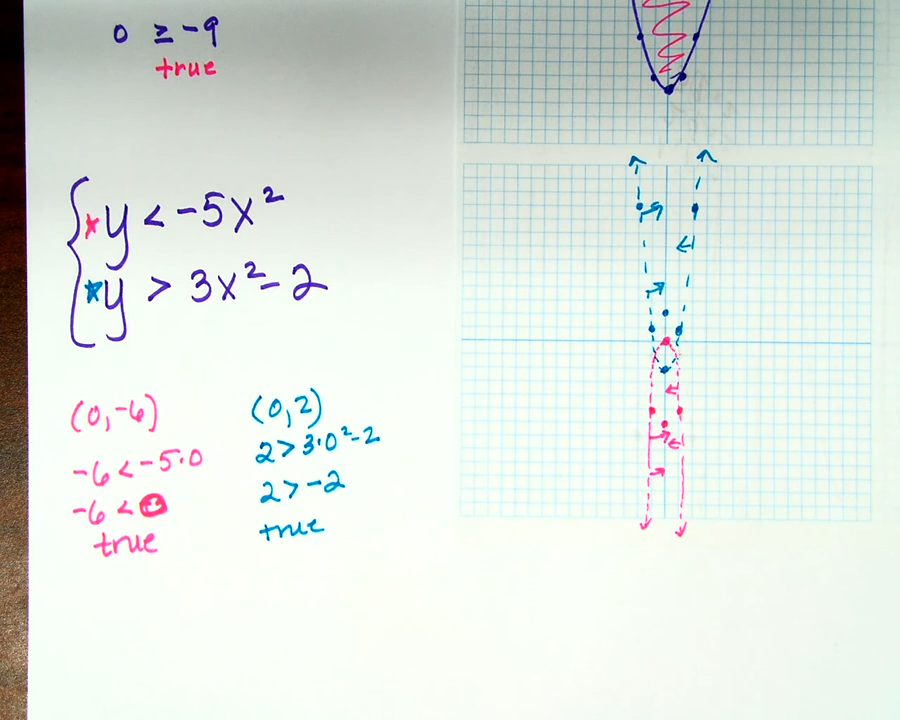 0 ≥ -9
true
*y < -5x²
*y > 3x² - 2
(0,-6)
-6 < -5·0
-6 < 0
true
(0,2)
2 > 3·0² - 2
2 > -2
true